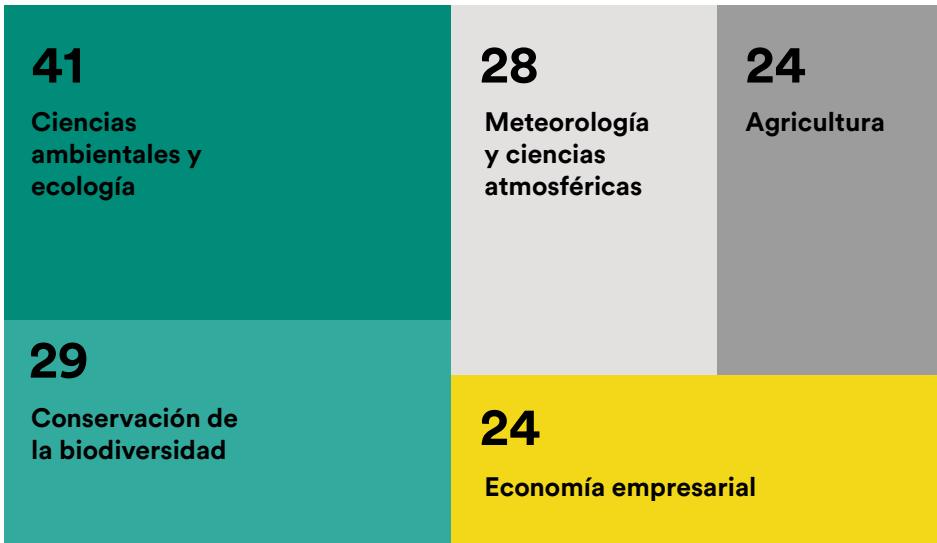 41
Ciencias
ambientales y
ecología
28
Meteorología
y ciencias
atmosféricas
24
Agricultura
29
Conservación de
la biodiversidad
24
Economía empresarial